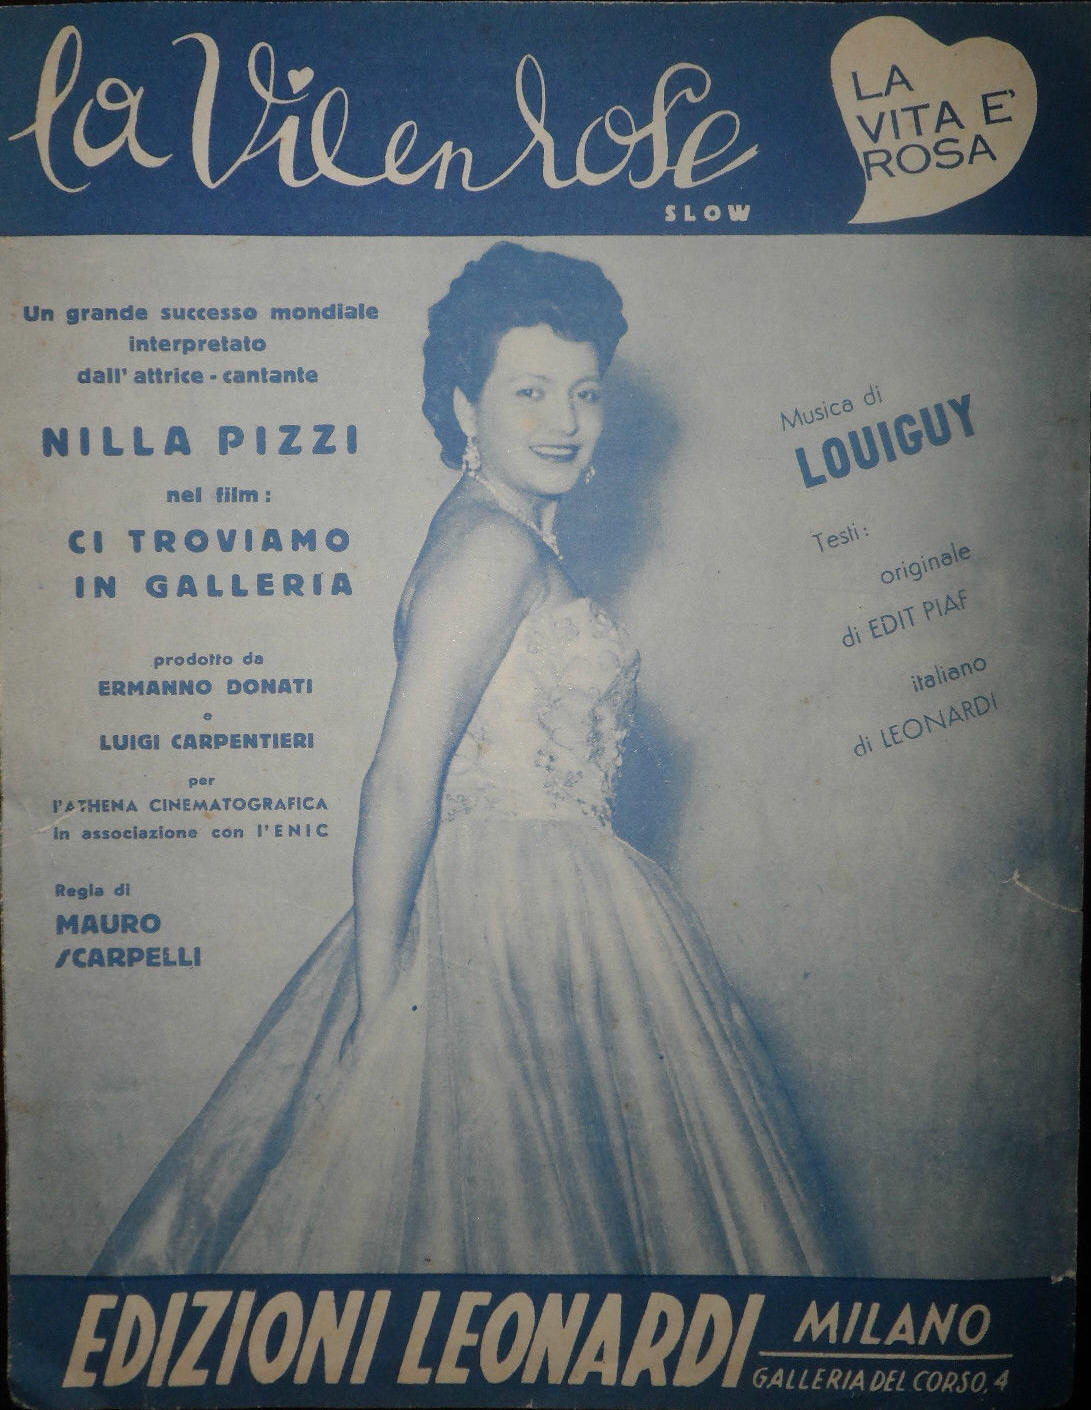 la Vie en rose
SLOW
LA
VITA E'
ROSA
Un grande successo mondiale
interpretato
dall' attrice - cantante
NILLA PIZZI
nel film :
CI TROVIAMO
IN GALLERIA
prodotto da
ERMANNO DONATI
e
LUIGI CARPENTIERI
per
l'ATHENA CINEMATOGRAFICA
in associazione con l'ENIC
Regia di
MAURO
SCARPELLI
Musica di
LOUIGUY
Testi :
originale
di EDIT PIAF
italiano
di LEONARDI
EDIZIONI LEONARDI MILANO
GALLERIA DEL CORSO, 4